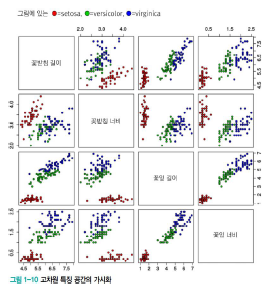 그림에 있는 ●=setosa, ●=versicolor, ●=virginica
2.0 3.0 4.0 0.5 1.5 2.5
꽃받침 길이
4.5 5.5 6.5 7.5
꽃받침 너비
2.0 3.0 4.0
꽃잎 길이
1 2 3 4 5 6 7
꽃잎 너비
0.5 1.5 2.5
4.5 5.5 6.5 7.5 1 2 3 4 5 6 7
그림 1-10 고차원 특징 공간의 가시화